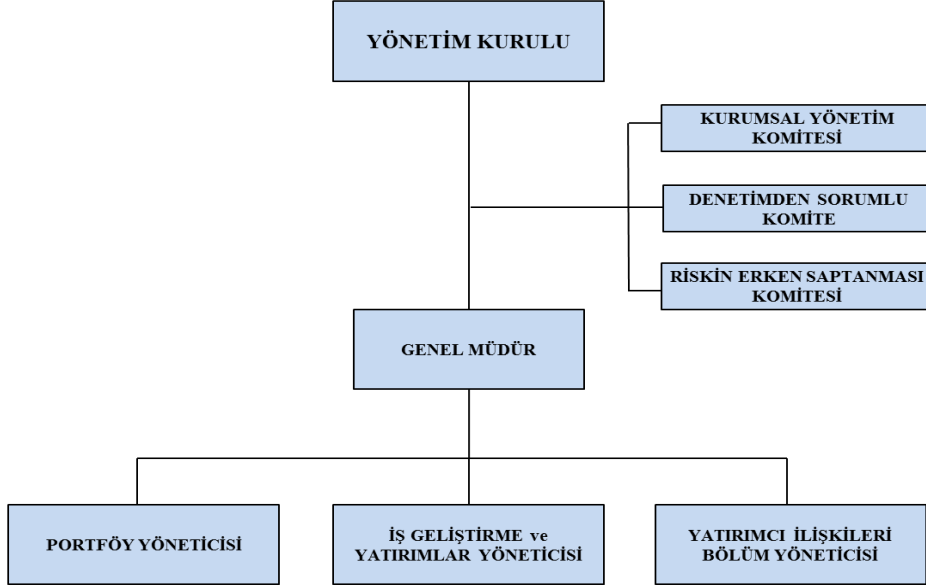 YÖNETİM KURULU
KURUMSAL YÖNETİM
KOMİTESİ
DENETİMDEN SORUMLU
KOMİTE
RİSKİN ERKEN SAPTANMASI
KOMİTESİ
GENEL MÜDÜR
PORTFÖY YÖNETİCİSİ
İŞ GELİŞTİRME ve
YATIRIMLAR YÖNETİCİSİ
YATIRIMCI İLİŞKİLERİ
BÖLÜM YÖNETİCİSİ